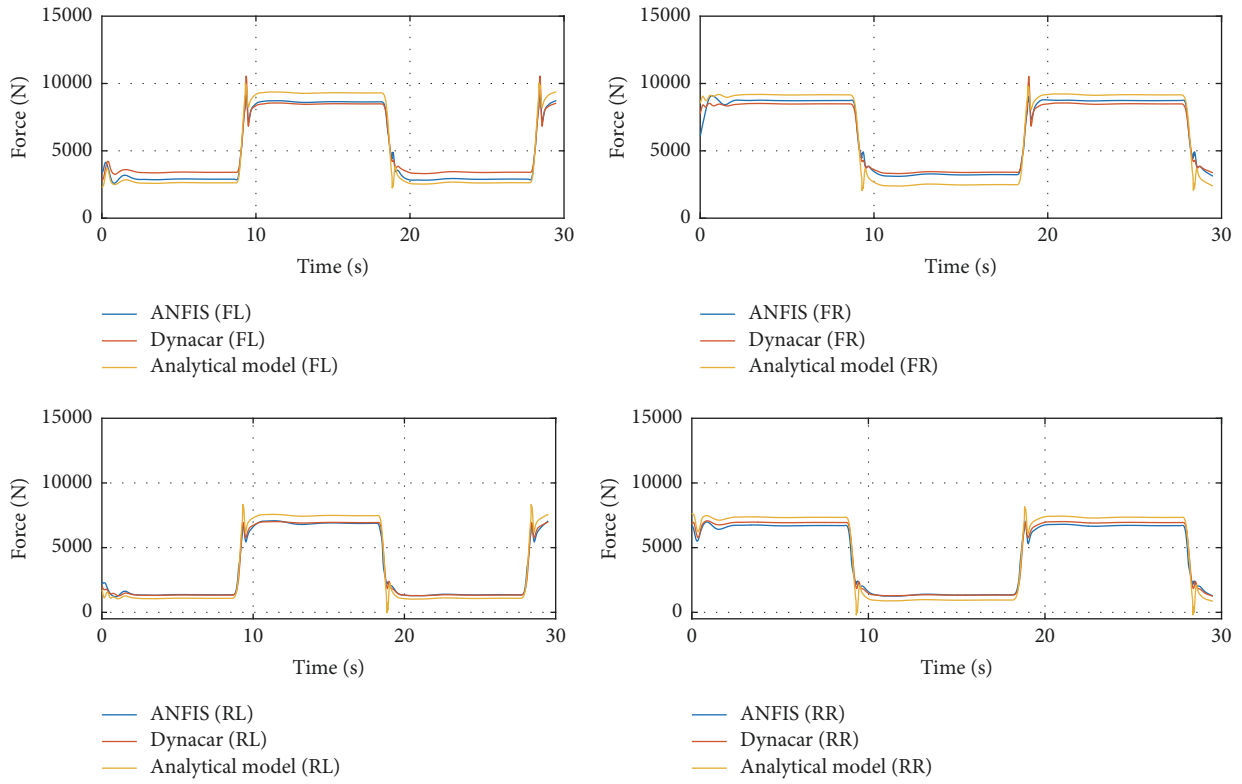 15000
10000
5000
0
Force (N)
0 10 20 30
Time (s)
ANFIS (FL)
Dynacar (FL)
Analytical model (FL)
15000
10000
5000
0
Force (N)
0 10 20 30
Time (s)
ANFIS (FR)
Dynacar (FR)
Analytical model (FR)
15000
10000
5000
0
Force (N)
0 10 20 30
Time (s)
ANFIS (RL)
Dynacar (RL)
Analytical model (RL)
15000
10000
5000
0
Force (N)
0 10 20 30
Time (s)
ANFIS (RR)
Dynacar (RR)
Analytical model (RR)